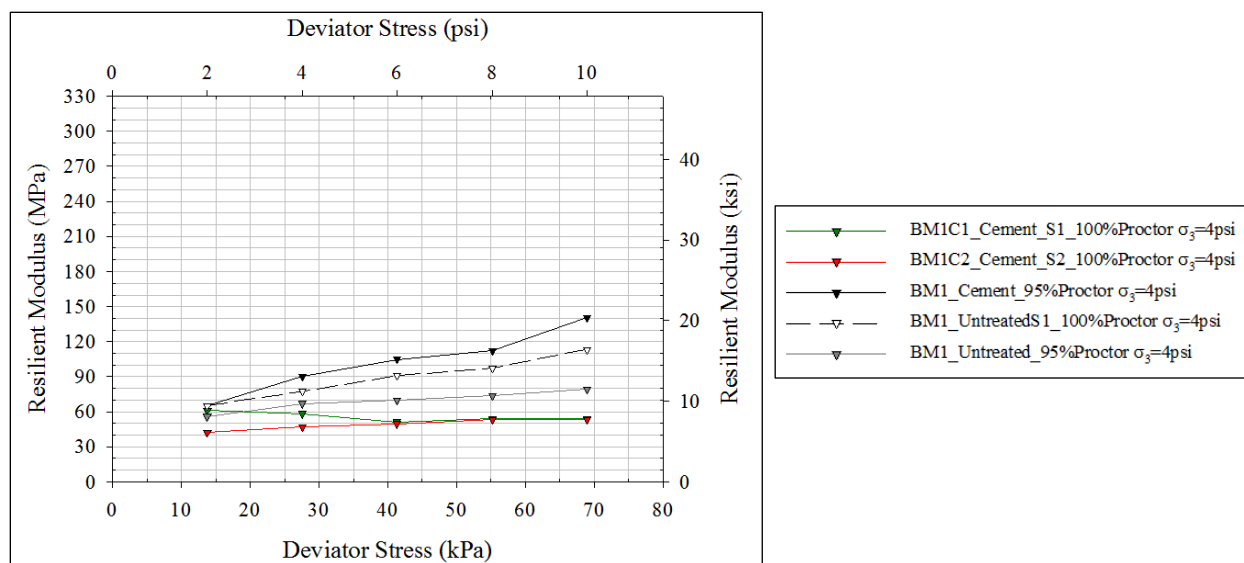 Deviator Stress (psi)
0 2 4 6 8 10
330
300
270
240
210
180
150
120
90
60
30
0
Resilient Modulus (MPa)
40
30
20
10
0
Resilient Modulus (ksi)
0 10 20 30 40 50 60 70 80
Deviator Stress (kPa)
BM1C1_Cement_S1_100%Proctor σ₃=4psi
BM1C2_Cement_S2_100%Proctor σ₃=4psi
BM1_Cement_95%Proctor σ₃=4psi
BM1_UntreatedS1_100%Proctor σ₃=4psi
BM1_Untreated_95%Proctor σ₃=4psi